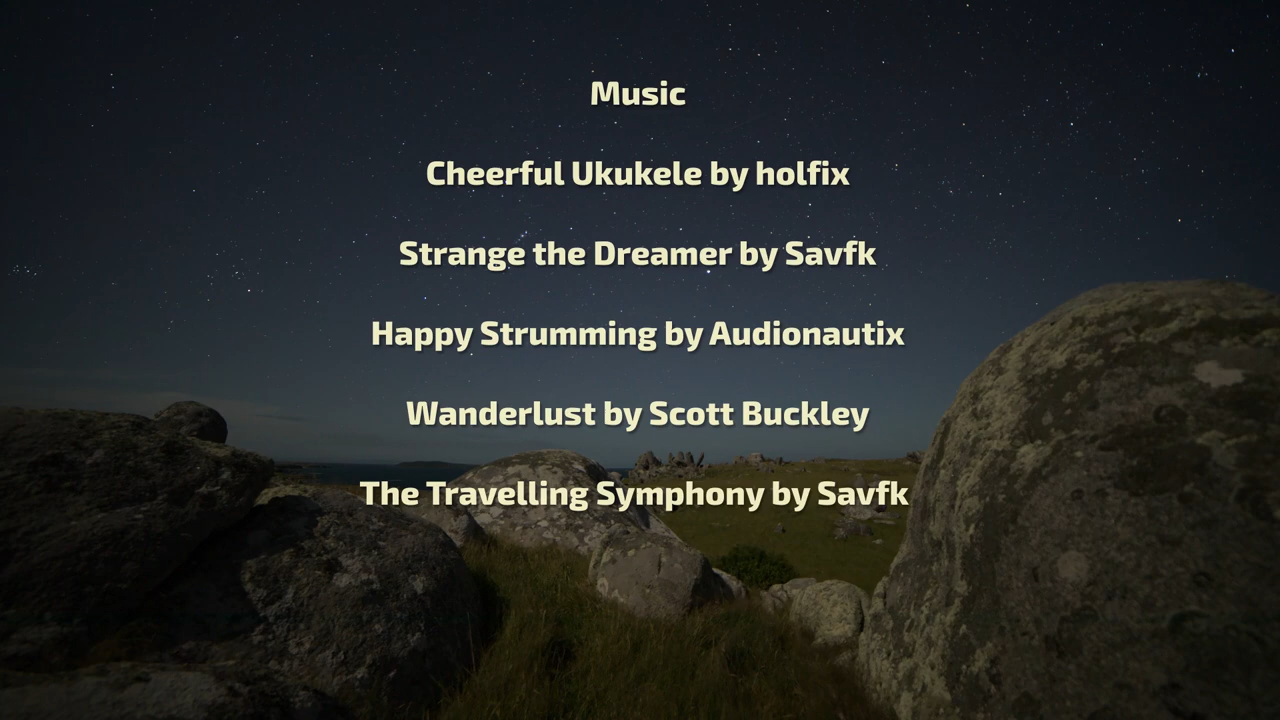 Music
Cheerful Ukukele by holfix
Strange the Dreamer by Savfk
Happy Strumming by Audionautix
Wanderlust by Scott Buckley
The Travelling Symphony by Savfk